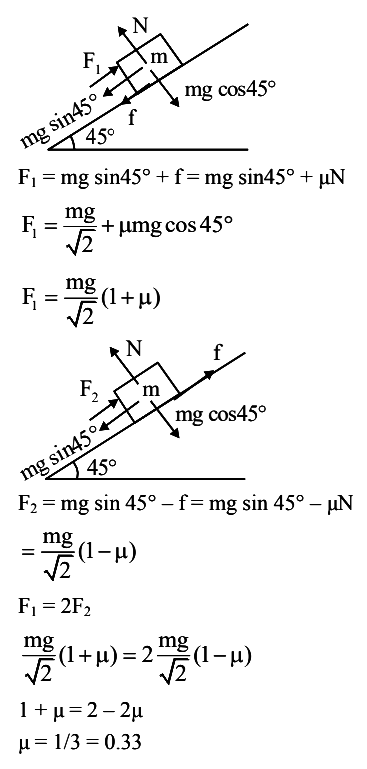 N
F₁
m
mg sin45°
mg cos45°
f
45°
F₁ = mg sin45° + f = mg sin45° + μN
F₁ = mg/√2 + μmg cos 45°
F₁ = mg/√2 (1 + μ)
f
N
F₂
m
mg cos45°
mg sin45°
45°
F₂ = mg sin 45° – f = mg sin 45° – μN
= mg/√2 (1 – μ)
F₁ = 2F₂
mg/√2 (1 + μ) = 2 mg/√2 (1 – μ)
1 + μ = 2 – 2μ
μ = 1/3 = 0.33